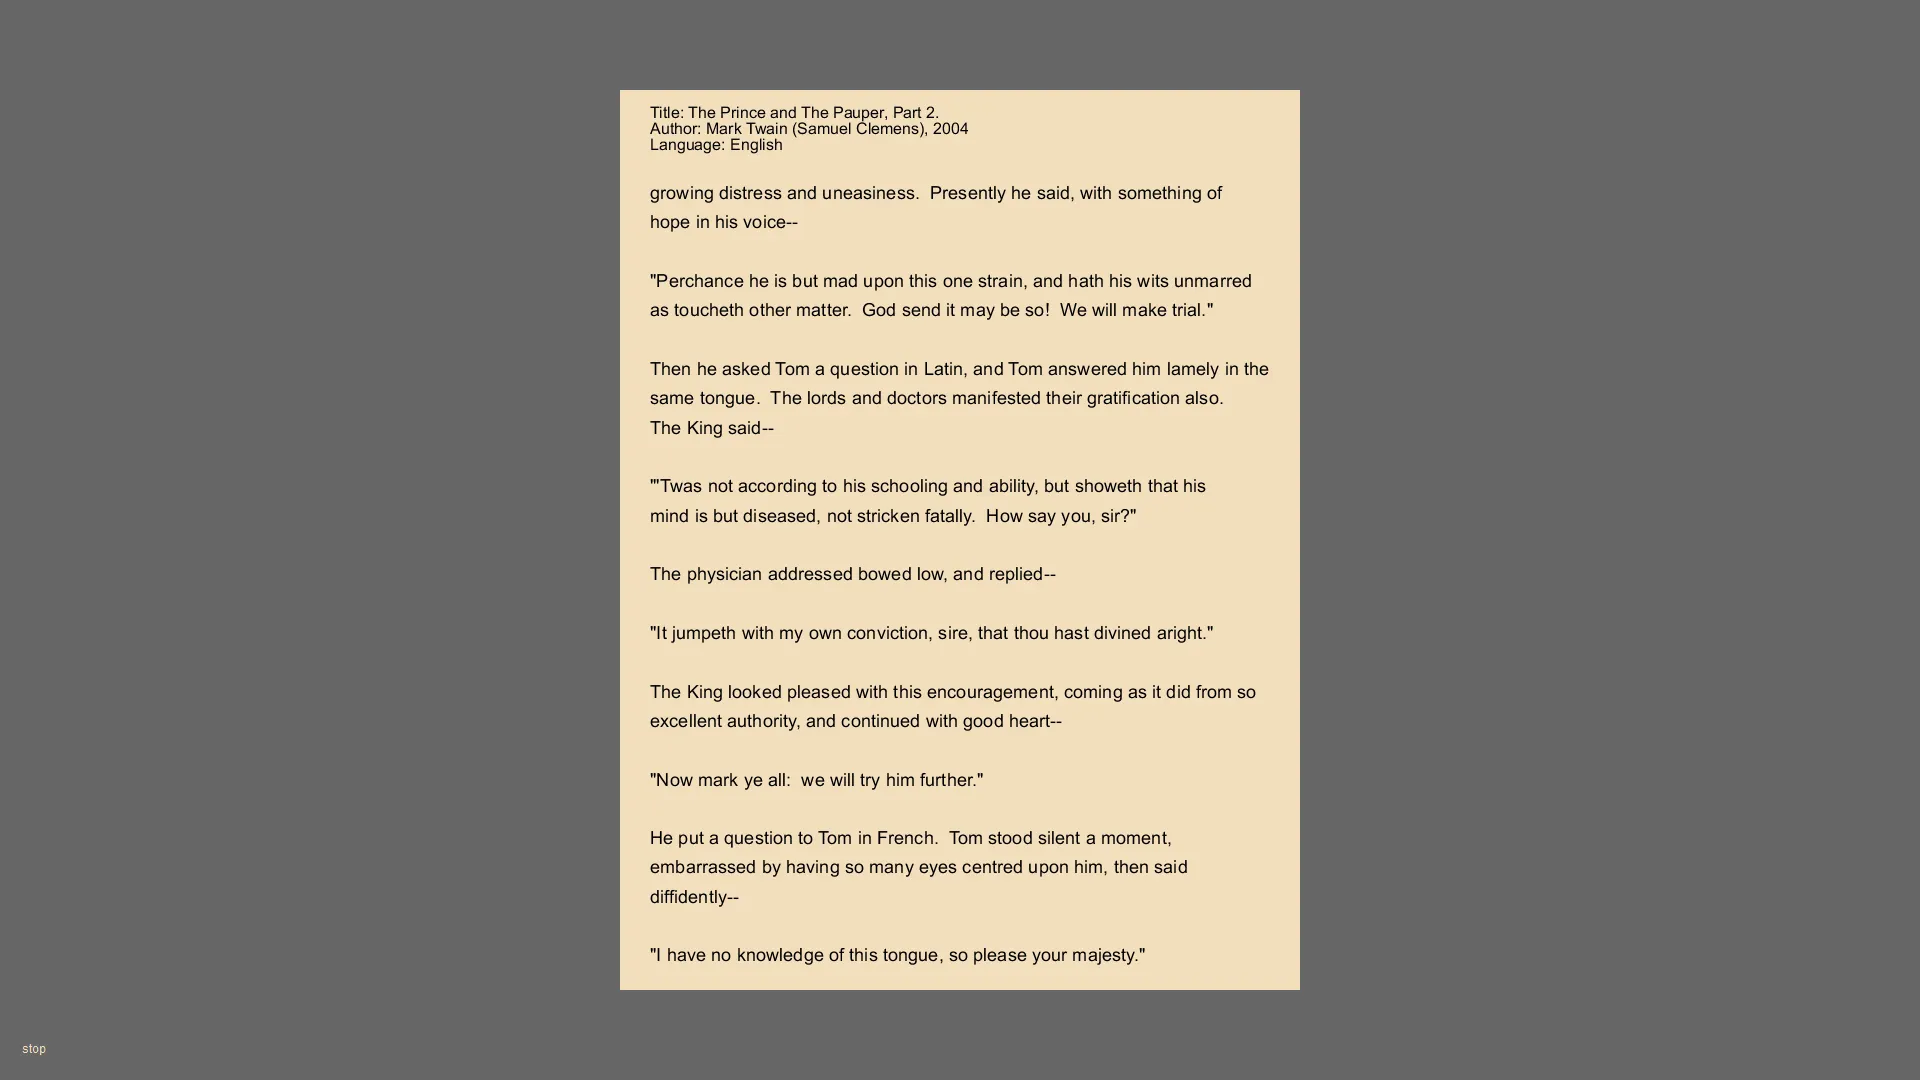 Title: The Prince and The Pauper, Part 2.
Author: Mark Twain (Samuel Clemens), 2004
Language: English
growing distress and uneasiness.  Presently he said, with something of
hope in his voice--
"Perchance he is but mad upon this one strain, and hath his wits unmarred
as toucheth other matter.  God send it may be so!  We will make trial."
Then he asked Tom a question in Latin, and Tom answered him lamely in the
same tongue.  The lords and doctors manifested their gratification also.
The King said--
"'Twas not according to his schooling and ability, but showeth that his
mind is but diseased, not stricken fatally.  How say you, sir?"
The physician addressed bowed low, and replied--
"It jumpeth with my own conviction, sire, that thou hast divined aright."
The King looked pleased with this encouragement, coming as it did from so
excellent authority, and continued with good heart--
"Now mark ye all:  we will try him further."
He put a question to Tom in French.  Tom stood silent a moment,
embarrassed by having so many eyes centred upon him, then said
diffidently--
"I have no knowledge of this tongue, so please your majesty."
stop